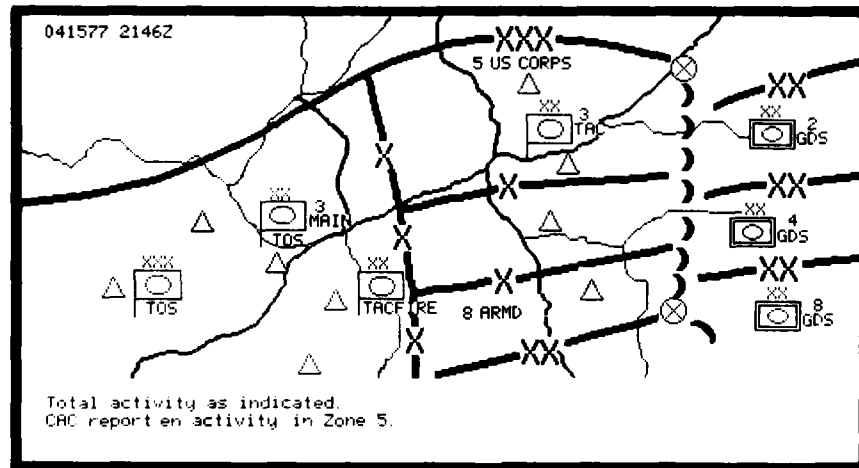 041577 2146Z
XXX
5 US CORPS
XX
XX
3
TAC
2
GDS
XX
X
X
XX
XX
3
MAIN
TOS
XX
4
GDS
X
XXX
TOS
XX
TACFIRE
X
8 ARMD
XX
XX
8
GDS
X
XX
Total activity as indicated.
CAC report en activity in Zone 5.